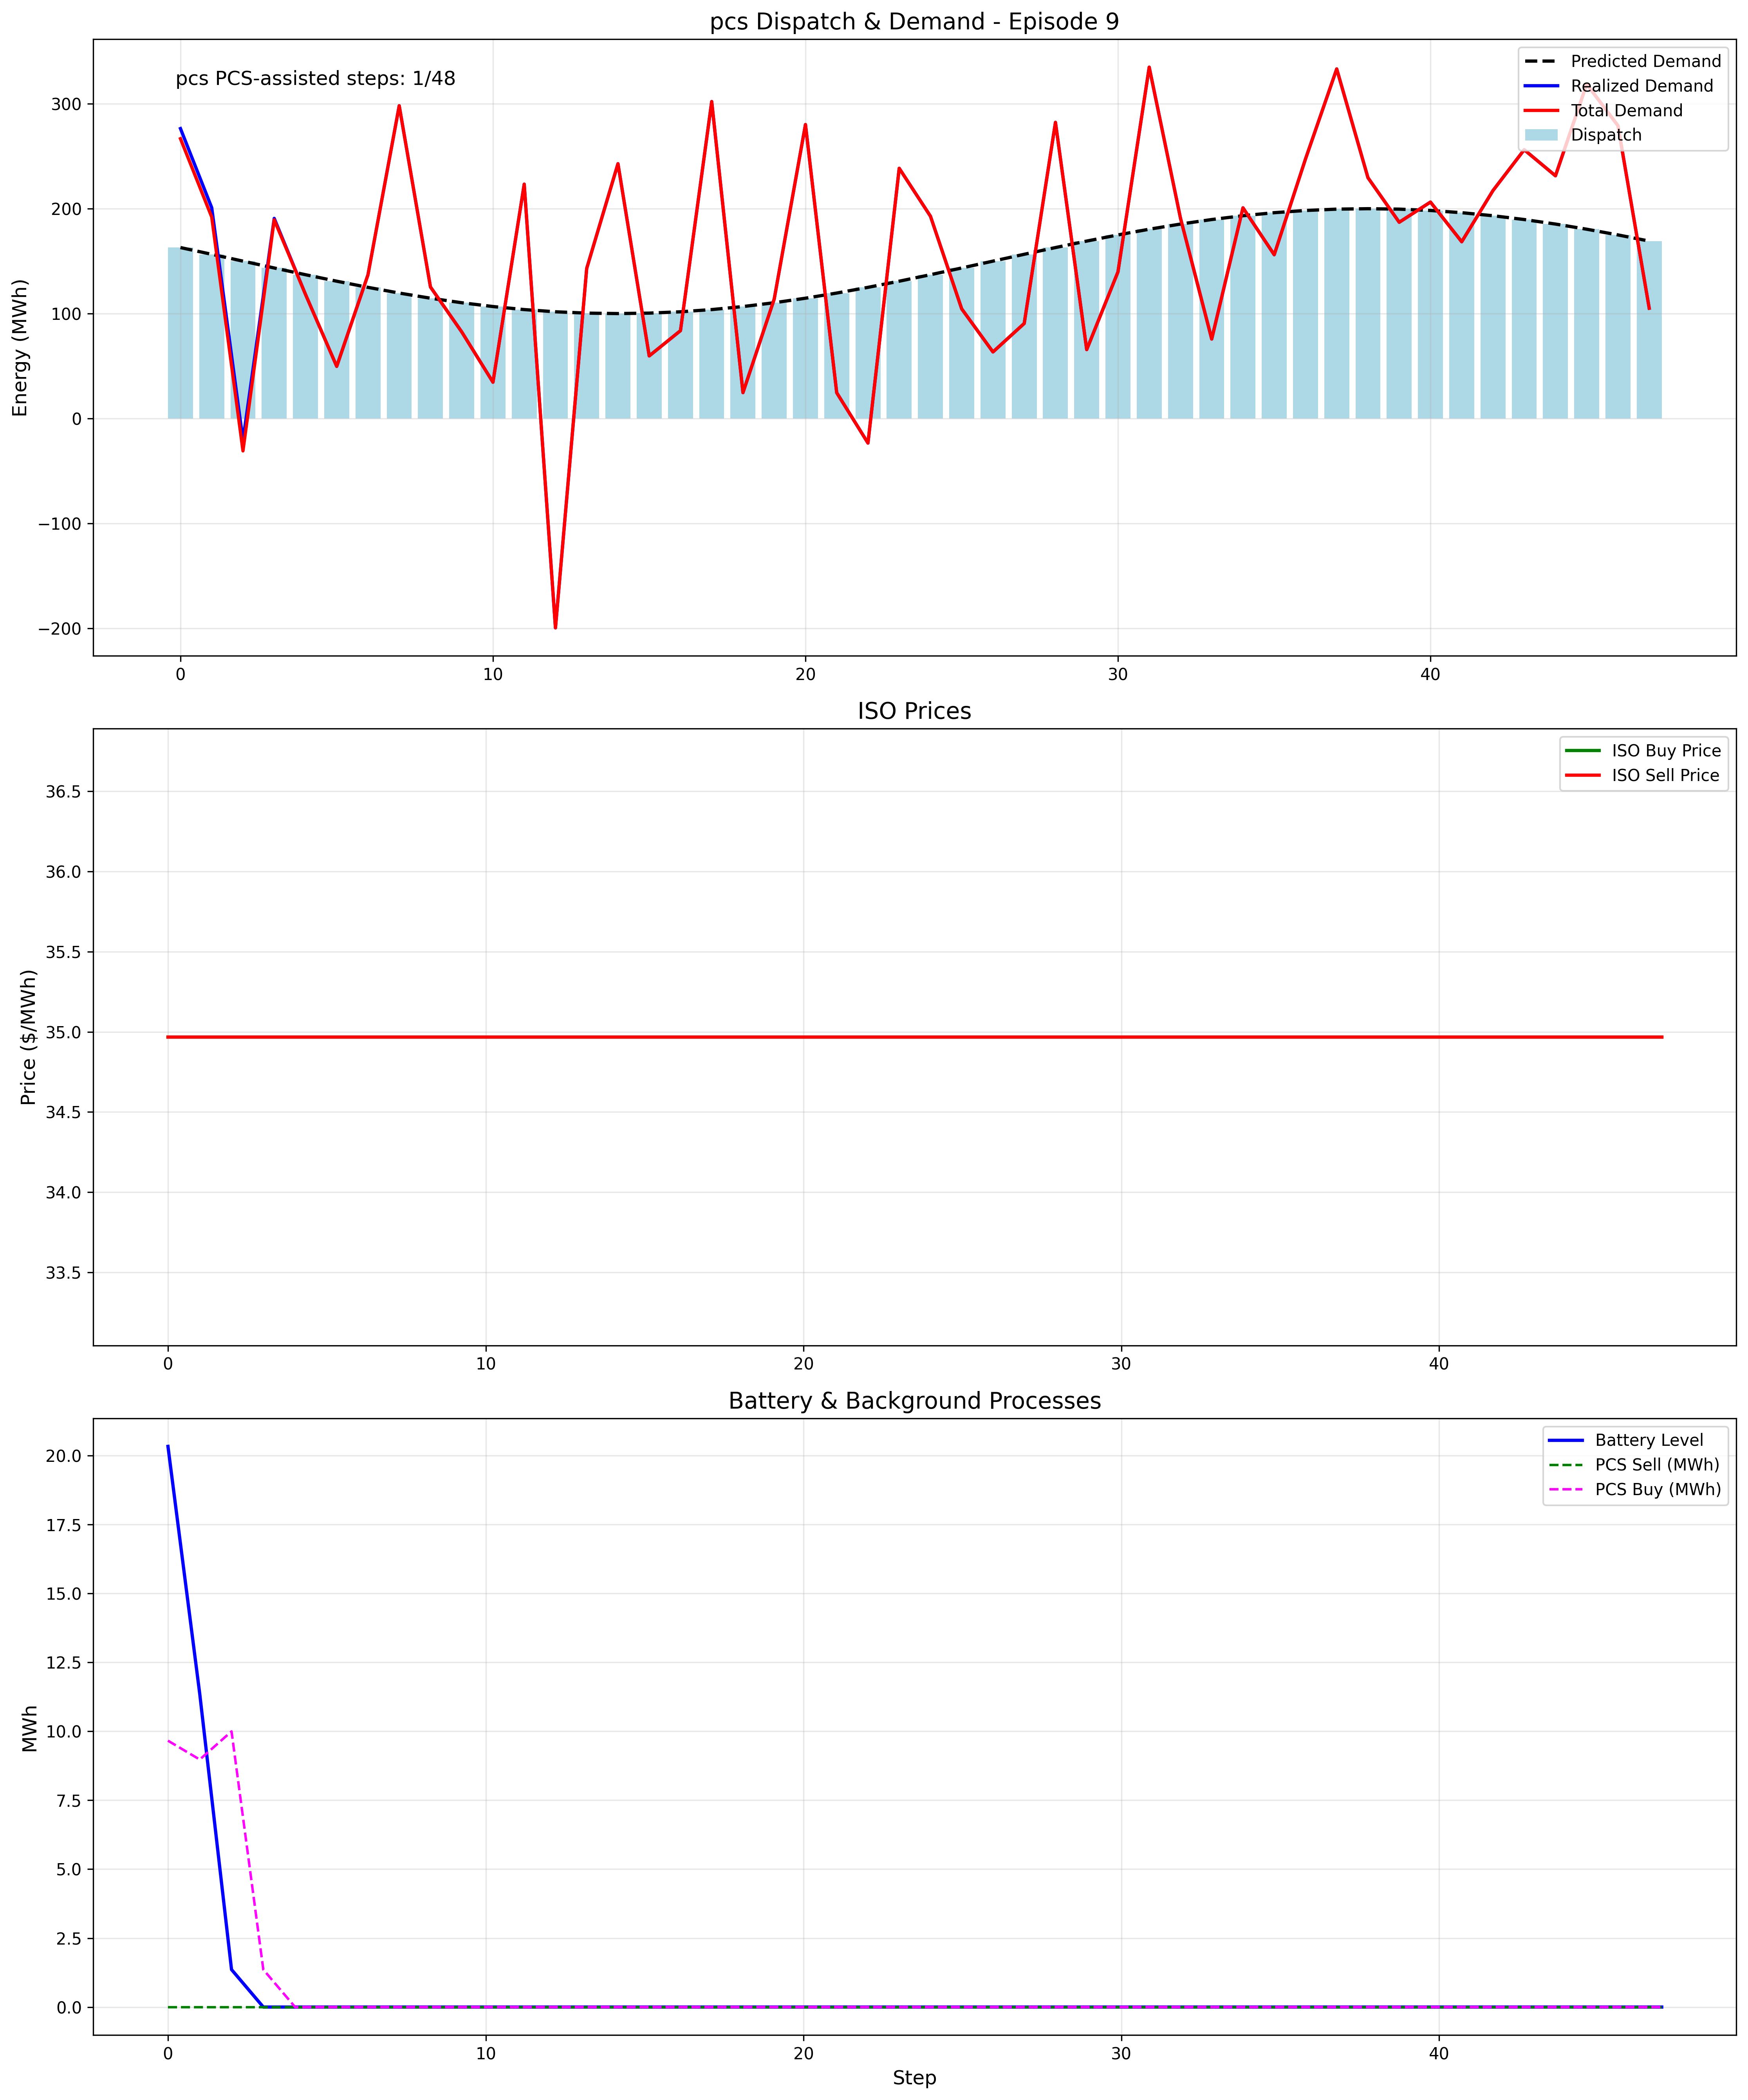 pcs Dispatch & Demand - Episode 9
pcs PCS-assisted steps: 1/48
Predicted Demand
Realized Demand
Total Demand
Dispatch
Energy (MWh)
300
200
100
0
−100
−200
0 10 20 30 40
ISO Prices
ISO Buy Price
ISO Sell Price
Price ($/MWh)
36.5
36.0
35.5
35.0
34.5
34.0
33.5
0 10 20 30 40
Battery & Background Processes
Battery Level
PCS Sell (MWh)
PCS Buy (MWh)
MWh
20.0
17.5
15.0
12.5
10.0
7.5
5.0
2.5
0.0
0 10 20 30 40
Step